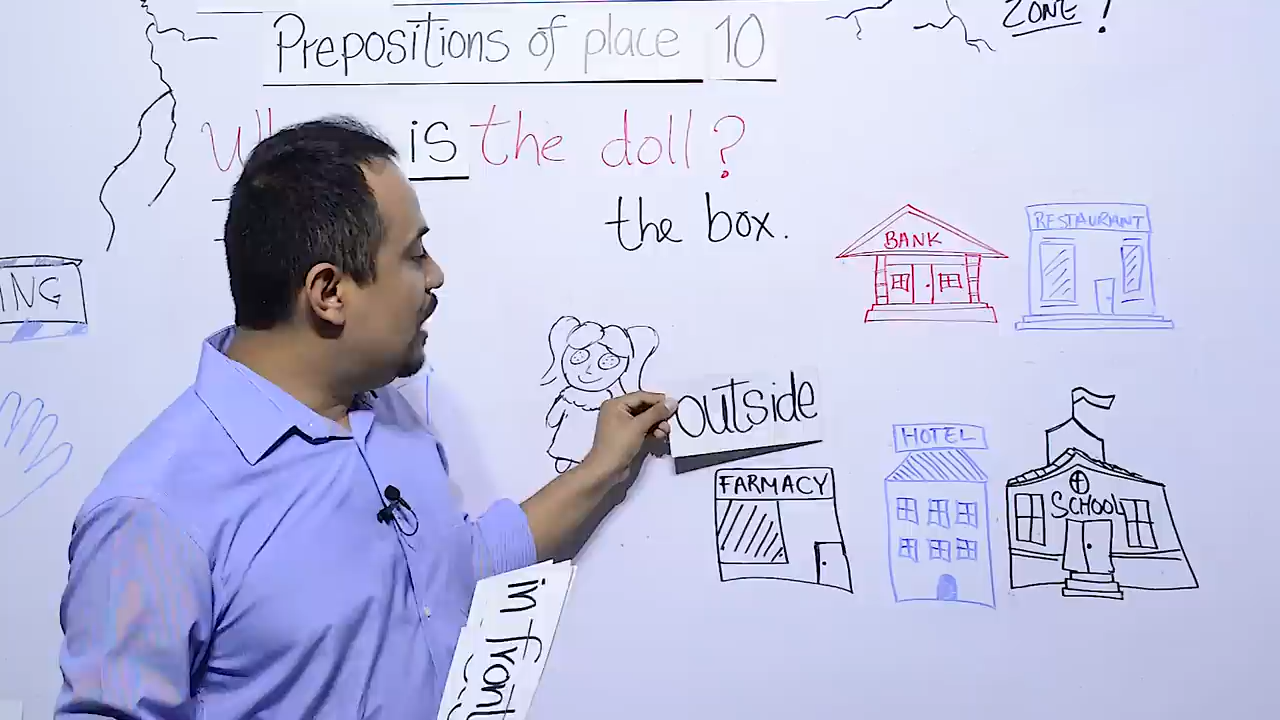 ZONE!
Prepositions of place 10
is the doll?
the box.
BANK
RESTAURANT
ING
outside
HOTEL
FARMACY
SCHOOL
in front